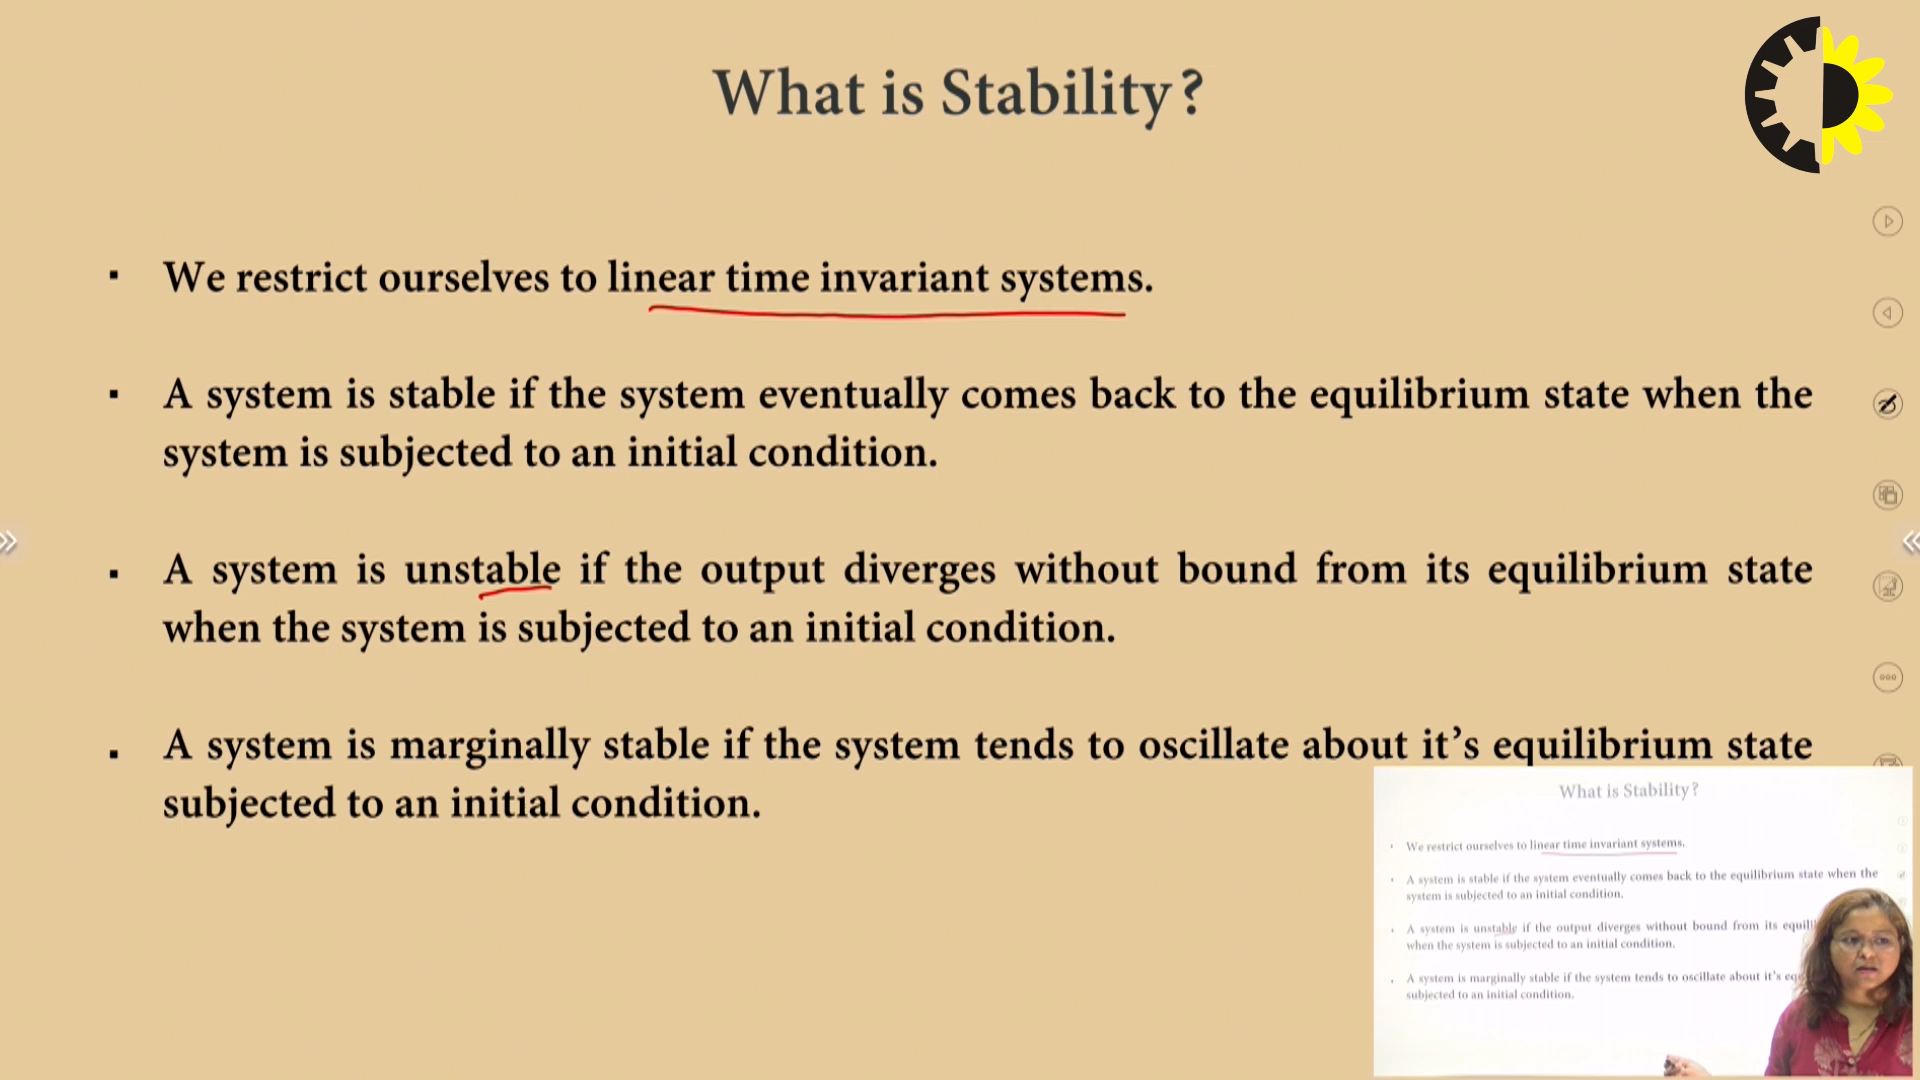 What is Stability?
▪ We restrict ourselves to linear time invariant systems.
▪ A system is stable if the system eventually comes back to the equilibrium state when the
system is subjected to an initial condition.
▪ A system is unstable if the output diverges without bound from its equilibrium state
when the system is subjected to an initial condition.
▪ A system is marginally stable if the system tends to oscillate about it’s equilibrium state
subjected to an initial condition.
What is Stability?
We restrict ourselves to linear time invariant systems.
A system is stable if the system eventually comes back to the equilibrium state when the
system is subjected to an initial condition.
A system is unstable if the output diverges without bound from its
when the system is subjected to an initial condition.
A system is marginally stable if the system tends to oscillate about it’s
subjected to an initial condition.